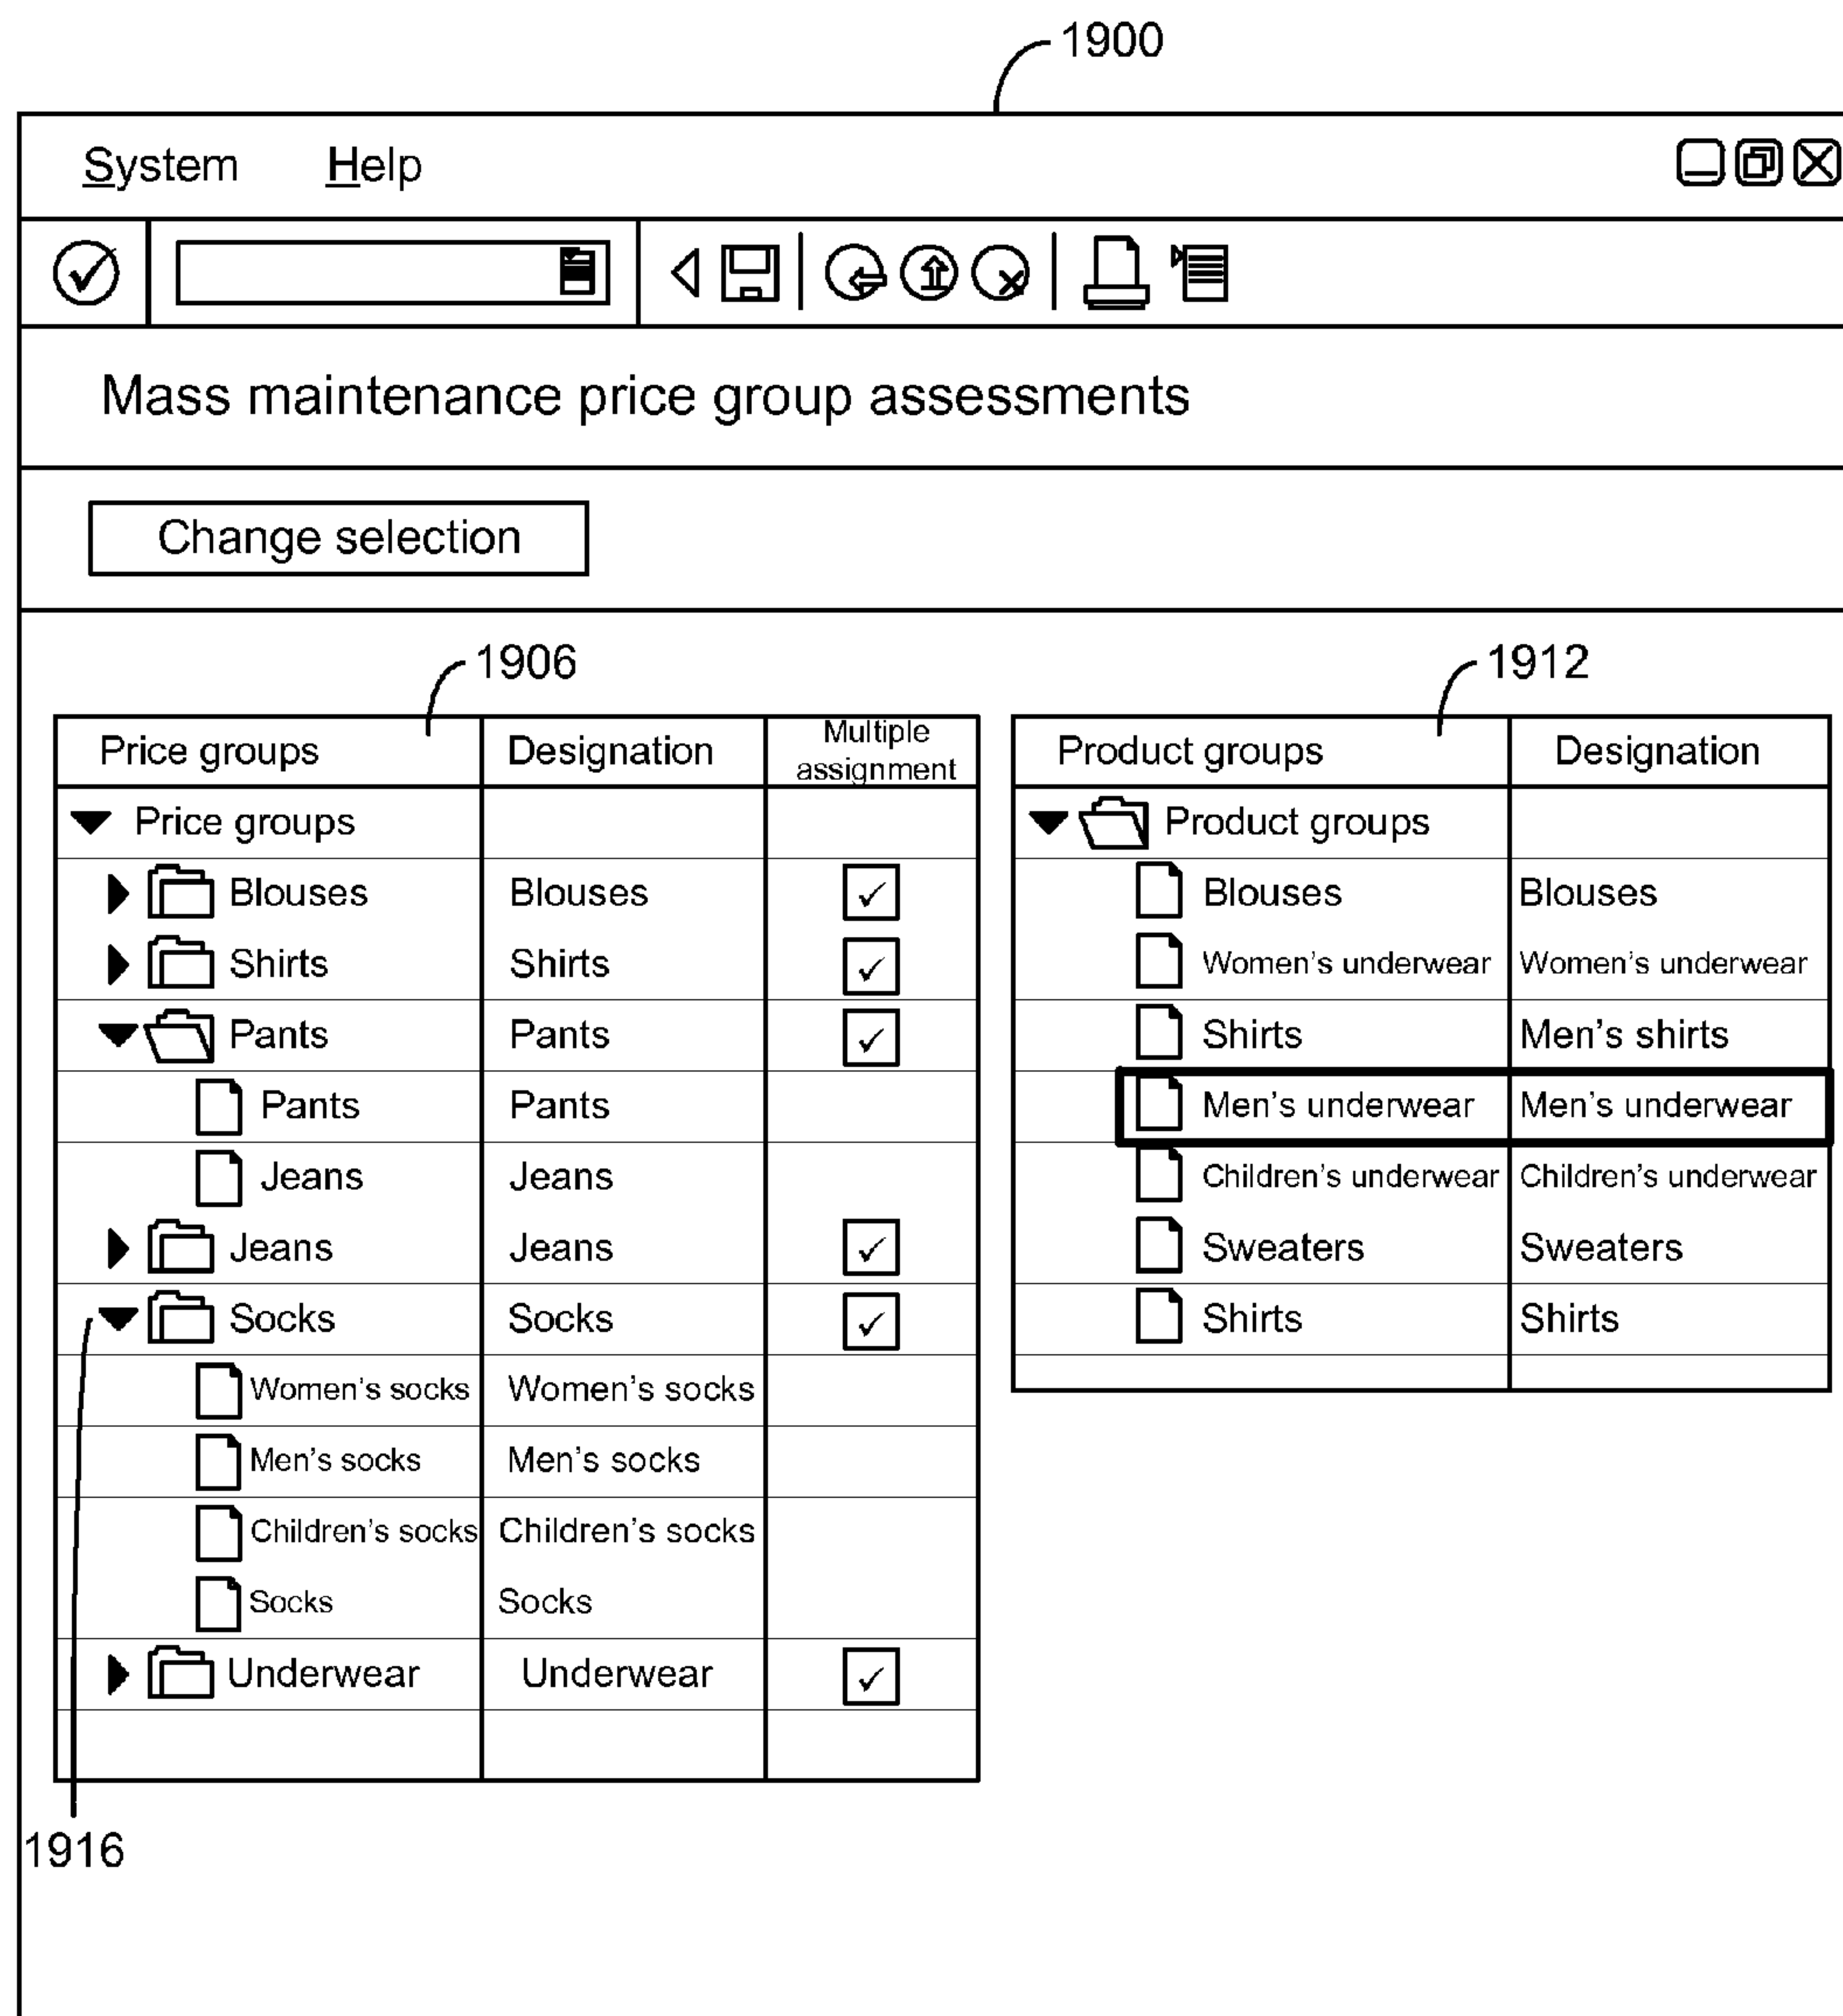 1900
System Help
Mass maintenance price group assessments
Change selection
1906
1912
Price groups Designation Multiple assignment
Price groups
Blouses Blouses
Shirts Shirts
Pants Pants
Pants Pants
Jeans Jeans
Jeans Jeans
Socks Socks
Women's socks Women's socks
Men's socks Men's socks
Children's socks Children's socks
Socks Socks
Underwear Underwear
Product groups Designation
Product groups
Blouses Blouses
Women's underwear Women's underwear
Shirts Men's shirts
Men's underwear Men's underwear
Children's underwear Children's underwear
Sweaters Sweaters
Shirts Shirts
1916